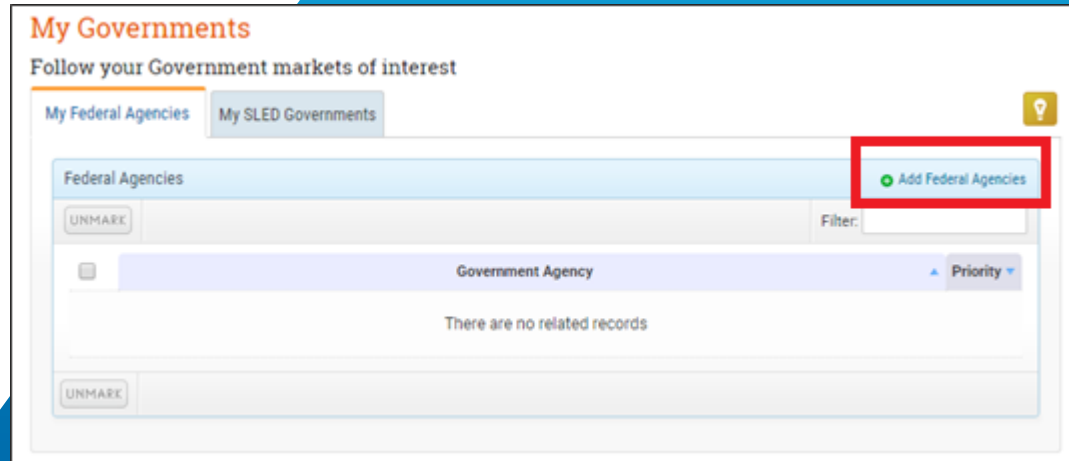 My Governments
Follow your Government markets of interest
My Federal Agencies My SLED Governments
Federal Agencies Add Federal Agencies
UNMARK Filter:
Government Agency Priority
There are no related records
UNMARK